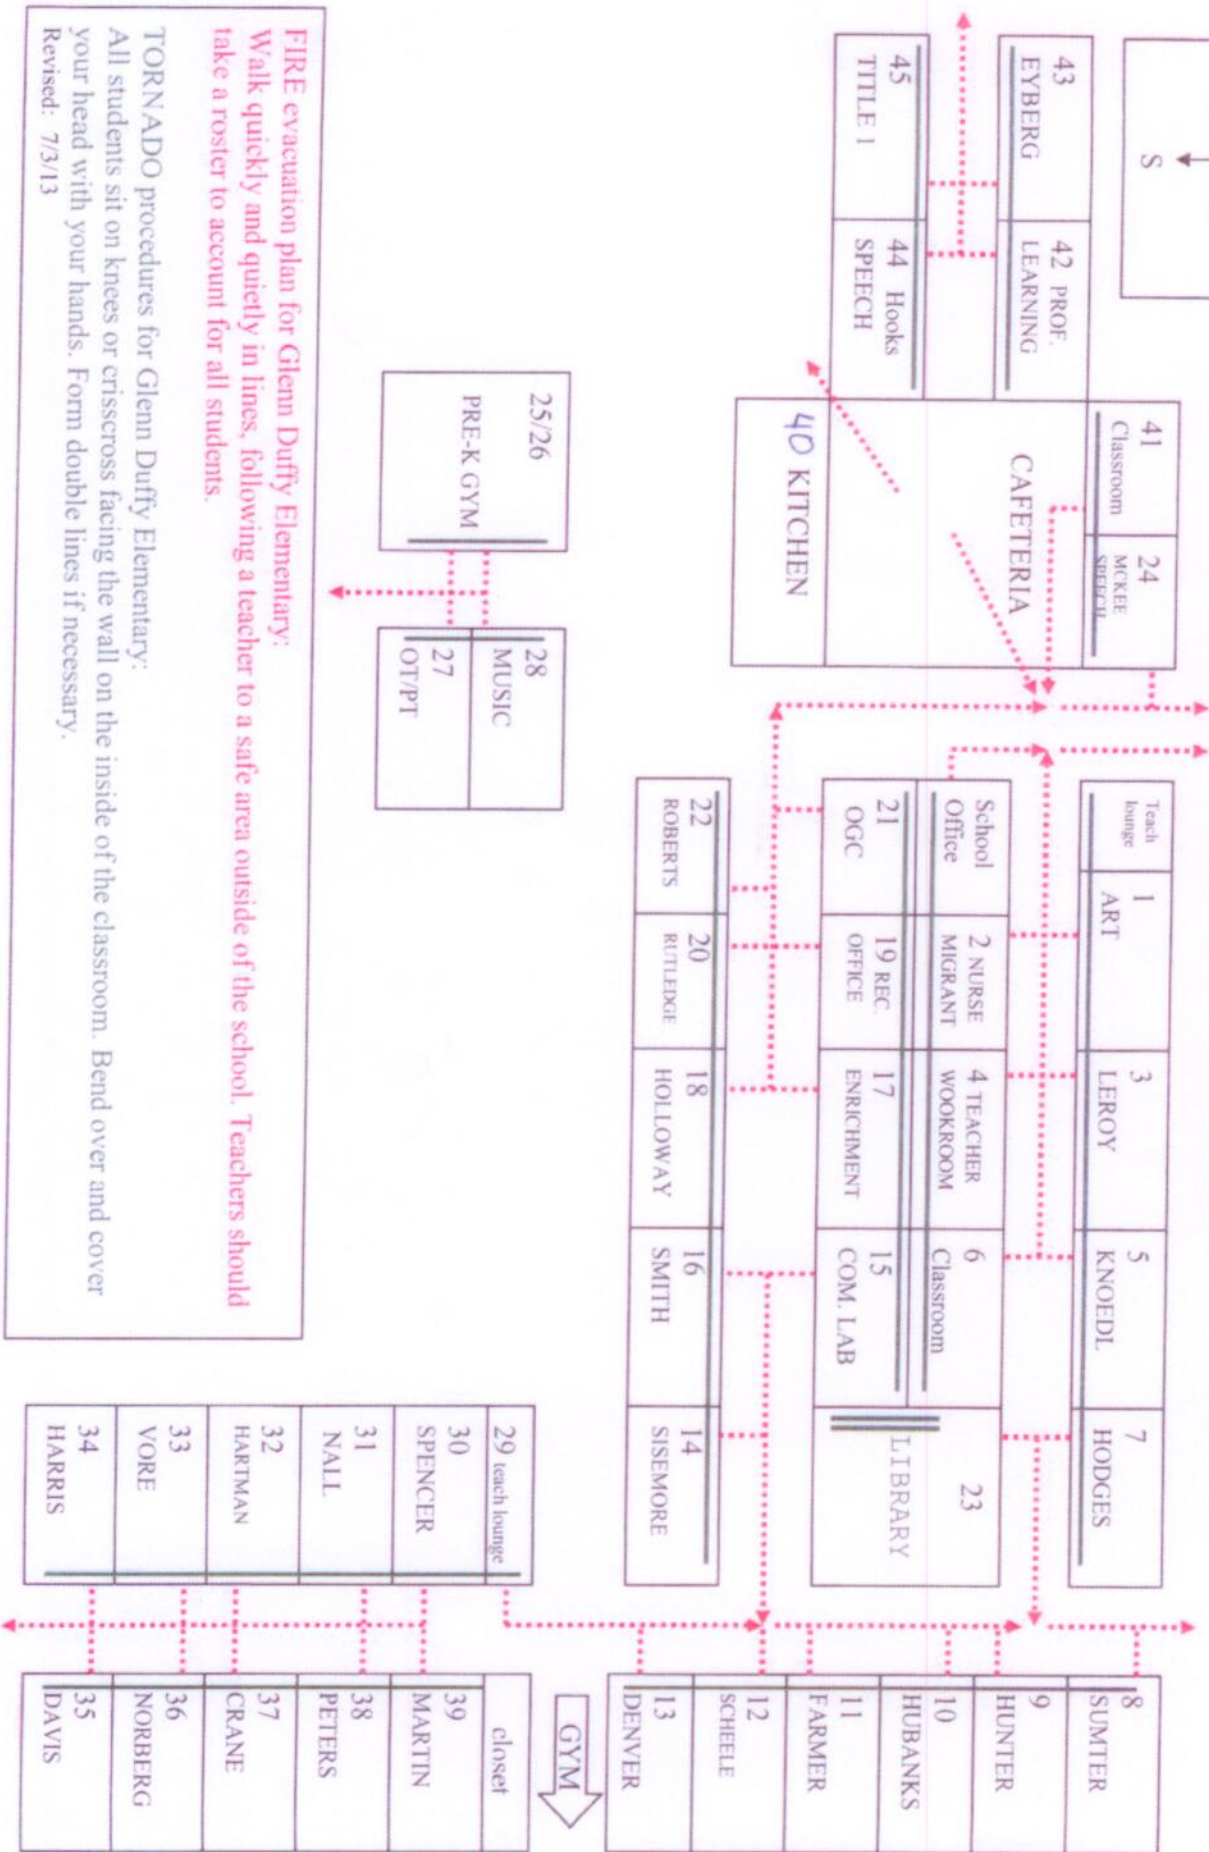 S
43
EYBERG
42 PROF.
LEARNING
45
TITLE 1
44 Hooks
SPEECH
41
Classroom
24
MCKEE
SPEECH
CAFETERIA
40 KITCHEN
Teach
lounge
1
ART
3
LEROY
5
KNOEDL
7
HODGES
School
Office
2 NURSE
MIGRANT
4 TEACHER
WOOKROOM
6
Classroom
23
LIBRARY
21
OGC
19 REC.
OFFICE
17
ENRICHMENT
15
COM. LAB
22
ROBERTS
20
RUTLEDGE
18
HOLLOWAY
16
SMITH
14
SISEMORE
8
SUMTER
9
HUNTER
10
HUBANKS
11
FARMER
12
SCHEELE
13
DENVER
GYM
25/26
PRE-K GYM
28
MUSIC
27
OT/PT
29 teach lounge
30
SPENCER
31
NALL
32
HARTMAN
33
VORE
34
HARRIS
closet
39
MARTIN
38
PETERS
37
CRANE
36
NORBERG
35
DAVIS
FIRE evacuation plan for Glenn Duffy Elementary:
Walk quickly and quietly in lines, following a teacher to a safe area outside of the school. Teachers should
take a roster to account for all students.
TORNADO procedures for Glenn Duffy Elementary:
All students sit on knees or crisscross facing the wall on the inside of the classroom. Bend over and cover
your head with your hands. Form double lines if necessary.
Revised: 7/3/13